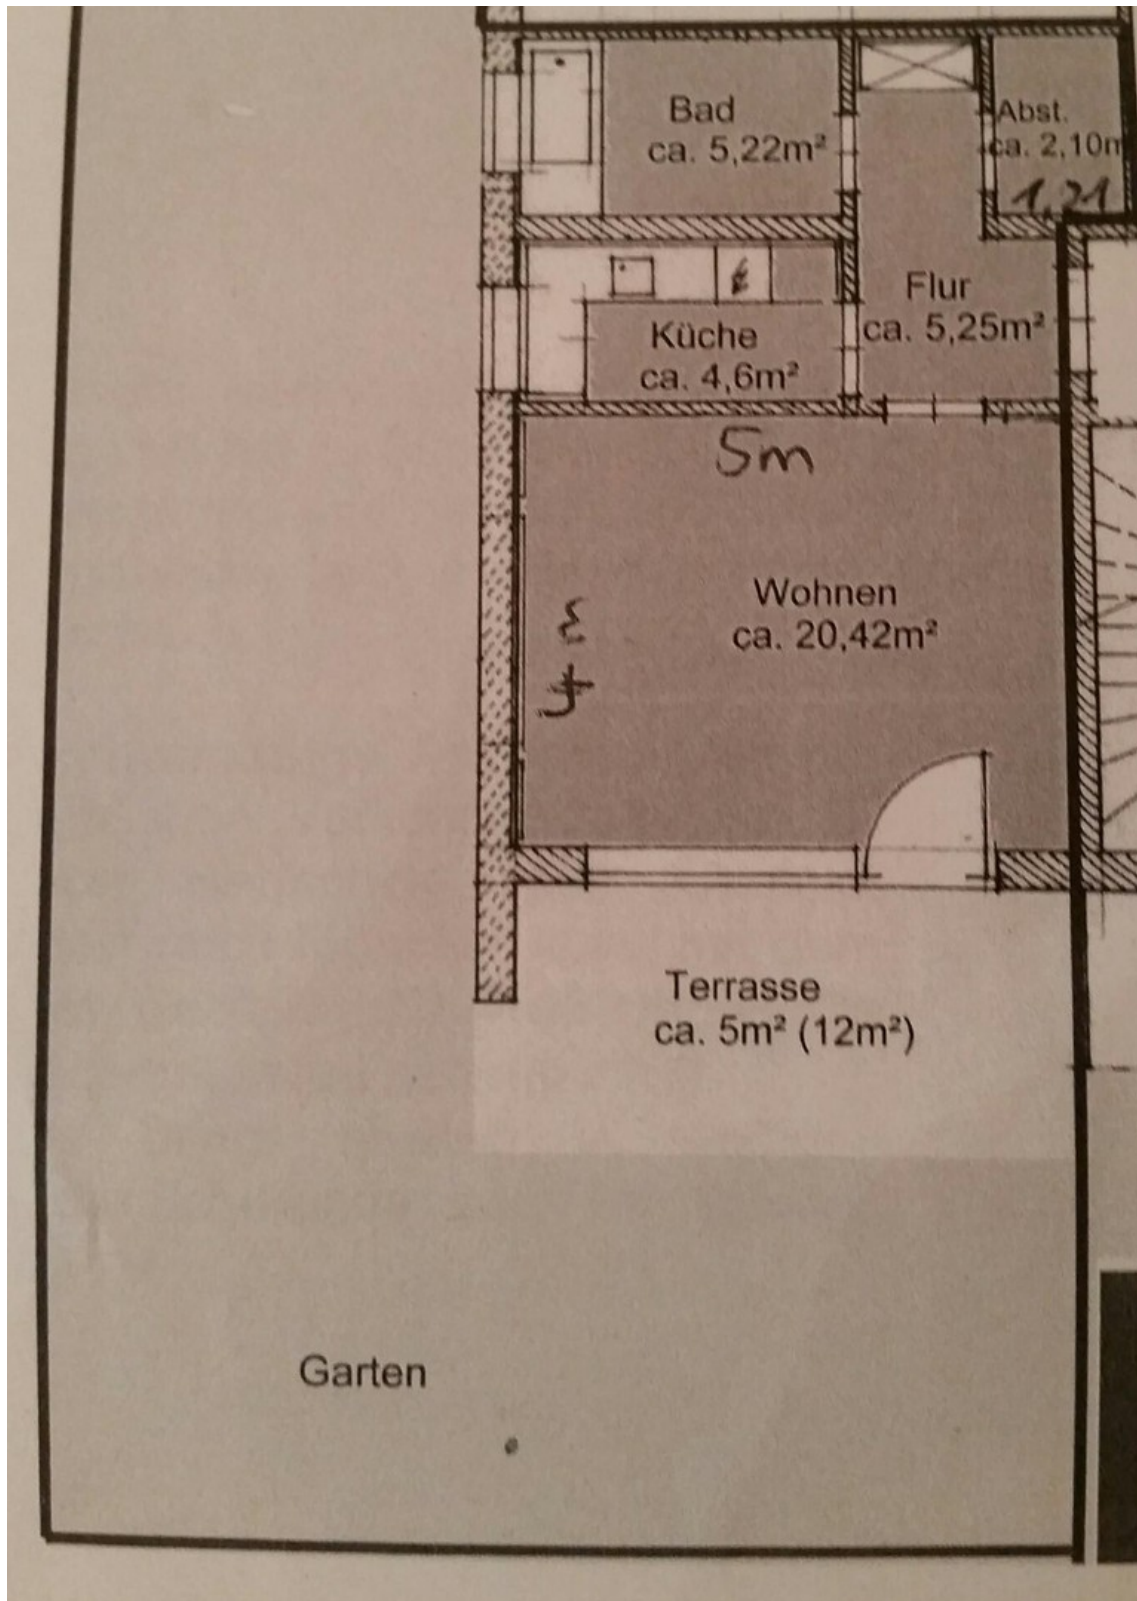 Bad
ca. 5,22m²
Abst.
ca. 2,10m
1,21
Flur
ca. 5,25m²
Küche
ca. 4,6m²
5m
Wohnen
ca. 20,42m²
4m
Terrasse
ca. 5m² (12m²)
Garten